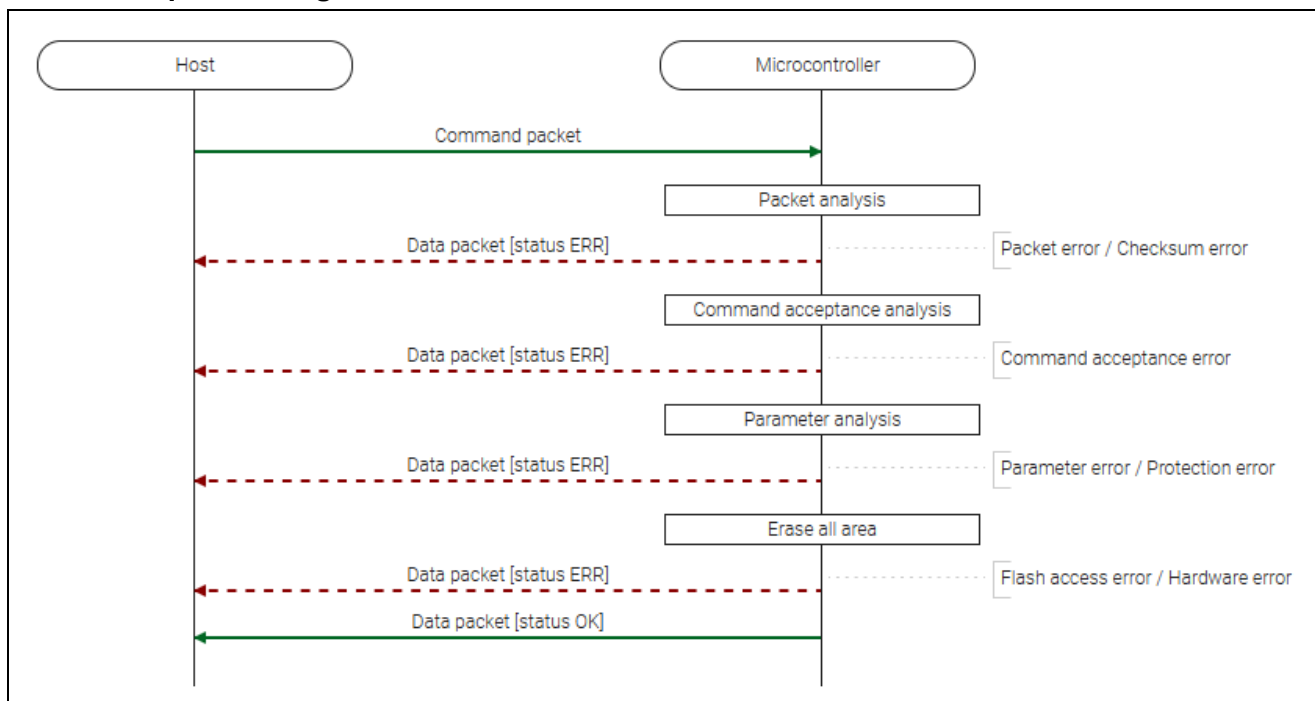 Host Microcontroller
Command packet
Packet analysis
Data packet [status ERR] Packet error / Checksum error
Command acceptance analysis
Data packet [status ERR] Command acceptance error
Parameter analysis
Data packet [status ERR] Parameter error / Protection error
Erase all area
Data packet [status ERR] Flash access error / Hardware error
Data packet [status OK]